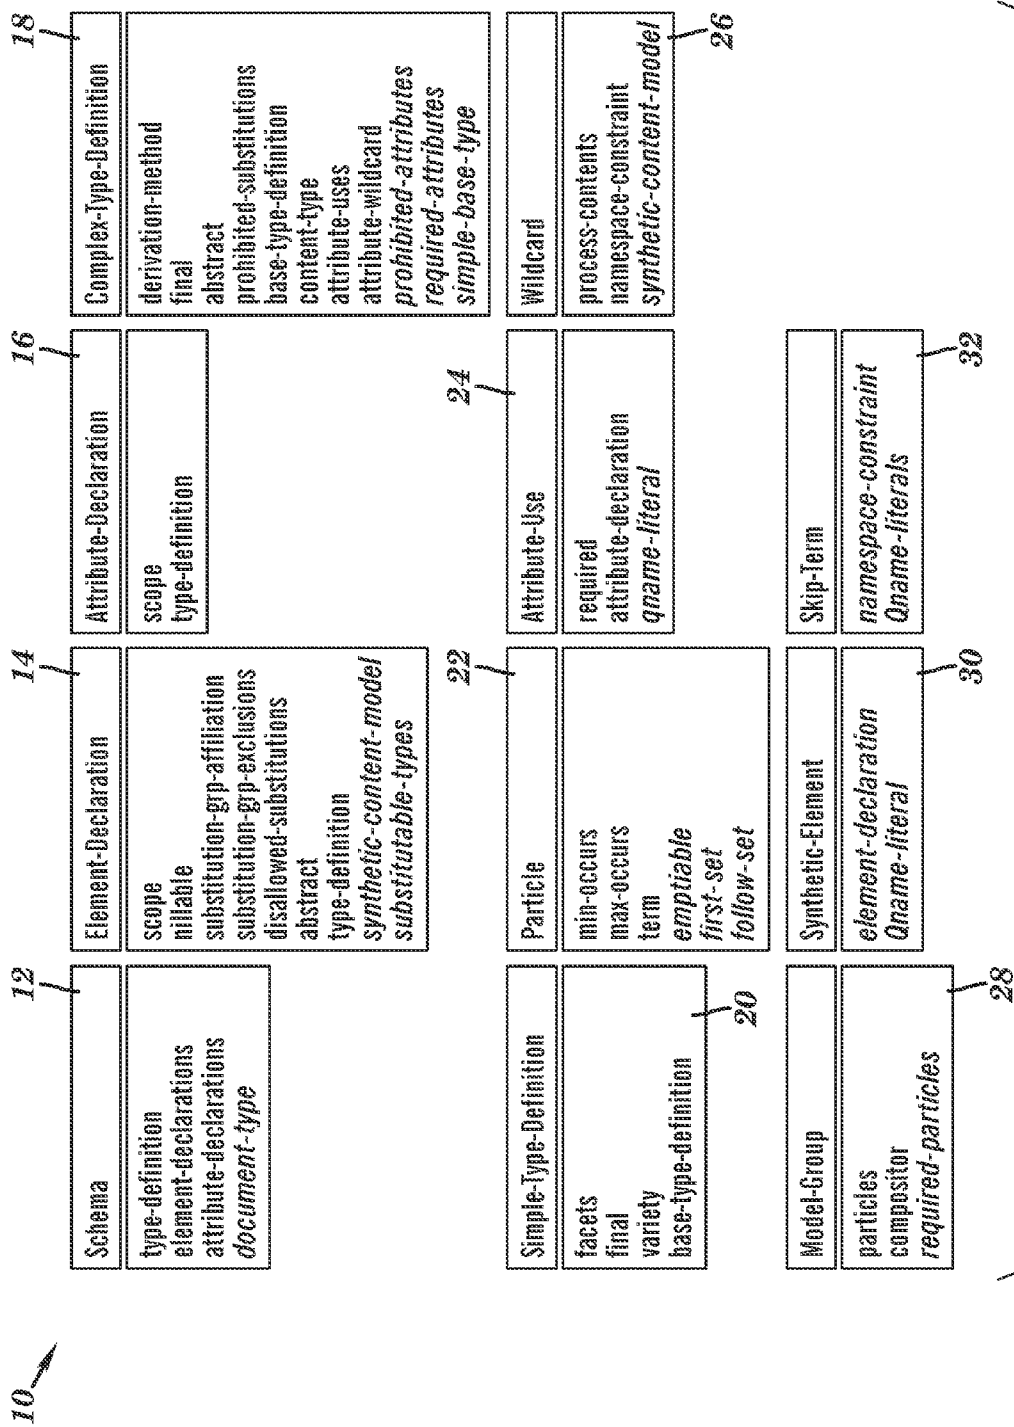 10
12
Schema
type-definition
element-declarations
attribute-declarations
document-type
14
Element-Declaration
scope
nillable
substitution-grp-affiliation
substitution-grp-exclusions
disallowed-substitutions
abstract
type-definition
synthetic-content-model
substitutable-types
16
Attribute-Declaration
scope
type-definition
18
Complex-Type-Definition
derivation-method
final
abstract
prohibited-substitutions
base-type-definition
content-type
attribute-uses
attribute-wildcard
prohibited-attributes
required-attributes
simple-base-type
Simple-Type-Definition
facets
final
variety
base-type-definition
20
22
Particle
min-occurs
max-occurs
term
emptiable
first-set
follow-set
24
Attribute-Use
required
attribute-declaration
qname-literal
Wildcard
process-contents
namespace-constraint
synthetic-content-model
26
Model-Group
particles
compositor
required-particles
28
Synthetic-Element
element-declaration
Qname-literal
30
Skip-Term
namespace-constraint
Qname-literals
32